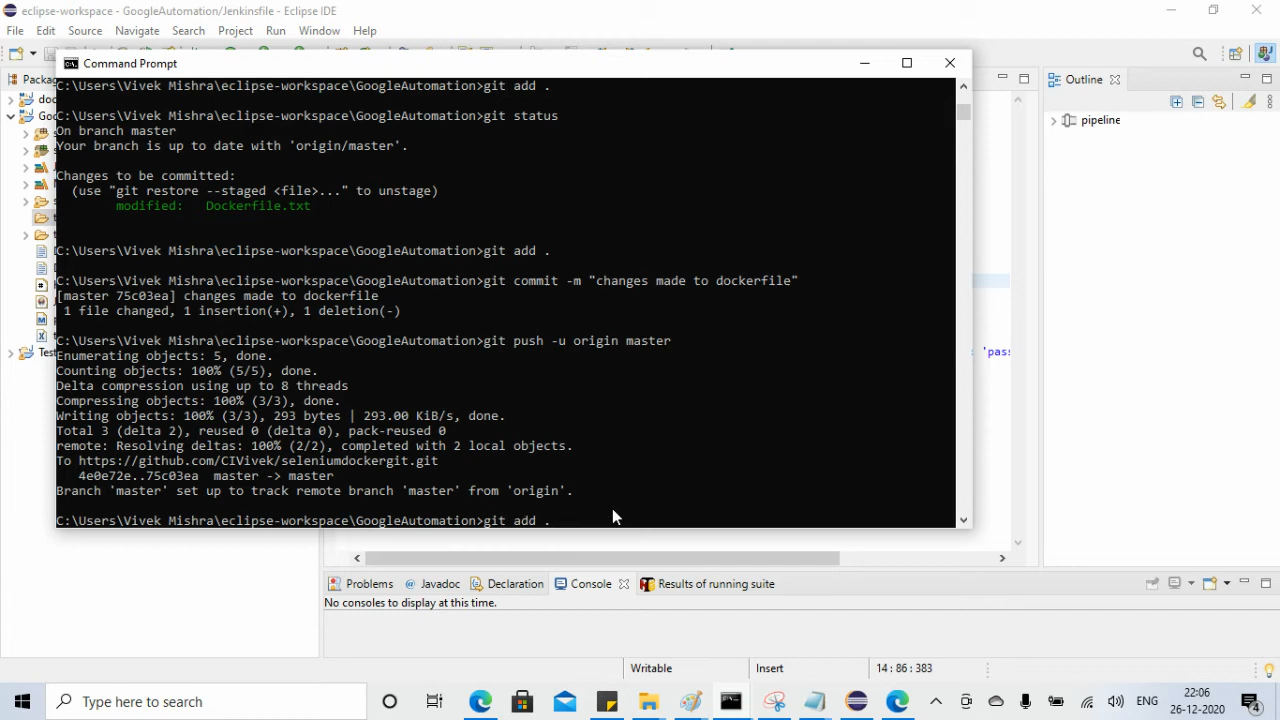 eclipse-workspace - GoogleAutomation/Jenkinsfile - Eclipse IDE
File Edit Source Refactor Navigate Search Project Run Window Help
Command Prompt
C:\Users\Vivek Mishra\eclipse-workspace\GoogleAutomation>git add .
C:\Users\Vivek Mishra\eclipse-workspace\GoogleAutomation>git status
On branch master
Your branch is up to date with 'origin/master'.
Changes to be committed:
(use "git restore --staged <file>..." to unstage)
modified: Dockerfile.txt
C:\Users\Vivek Mishra\eclipse-workspace\GoogleAutomation>git add .
C:\Users\Vivek Mishra\eclipse-workspace\GoogleAutomation>git commit -m "changes made to dockerfile"
[master 75c03ea] changes made to dockerfile
1 file changed, 1 insertion(+), 1 deletion(-)
C:\Users\Vivek Mishra\eclipse-workspace\GoogleAutomation>git push -u origin master
Enumerating objects: 5, done.
Counting objects: 100% (5/5), done.
Delta compression using up to 8 threads
Compressing objects: 100% (3/3), done.
Writing objects: 100% (3/3), 293 bytes | 293.00 KiB/s, done.
Total 3 (delta 2), reused 0 (delta 0), pack-reused 0
remote: Resolving deltas: 100% (2/2), completed with 2 local objects.
To https://github.com/CIVivek/seleniumdockergit.git
4e0e72e..75c03ea master -> master
Branch 'master' set up to track remote branch 'master' from 'origin'.
C:\Users\Vivek Mishra\eclipse-workspace\GoogleAutomation>git add .
Packag
doc
Goo
Test
Outline
pipeline
'pass
Problems Javadoc Declaration Console Results of running suite
No consoles to display at this time.
Writable Insert 14 : 86 : 383
Type here to search
ENG 22:06 26-12-2020 4